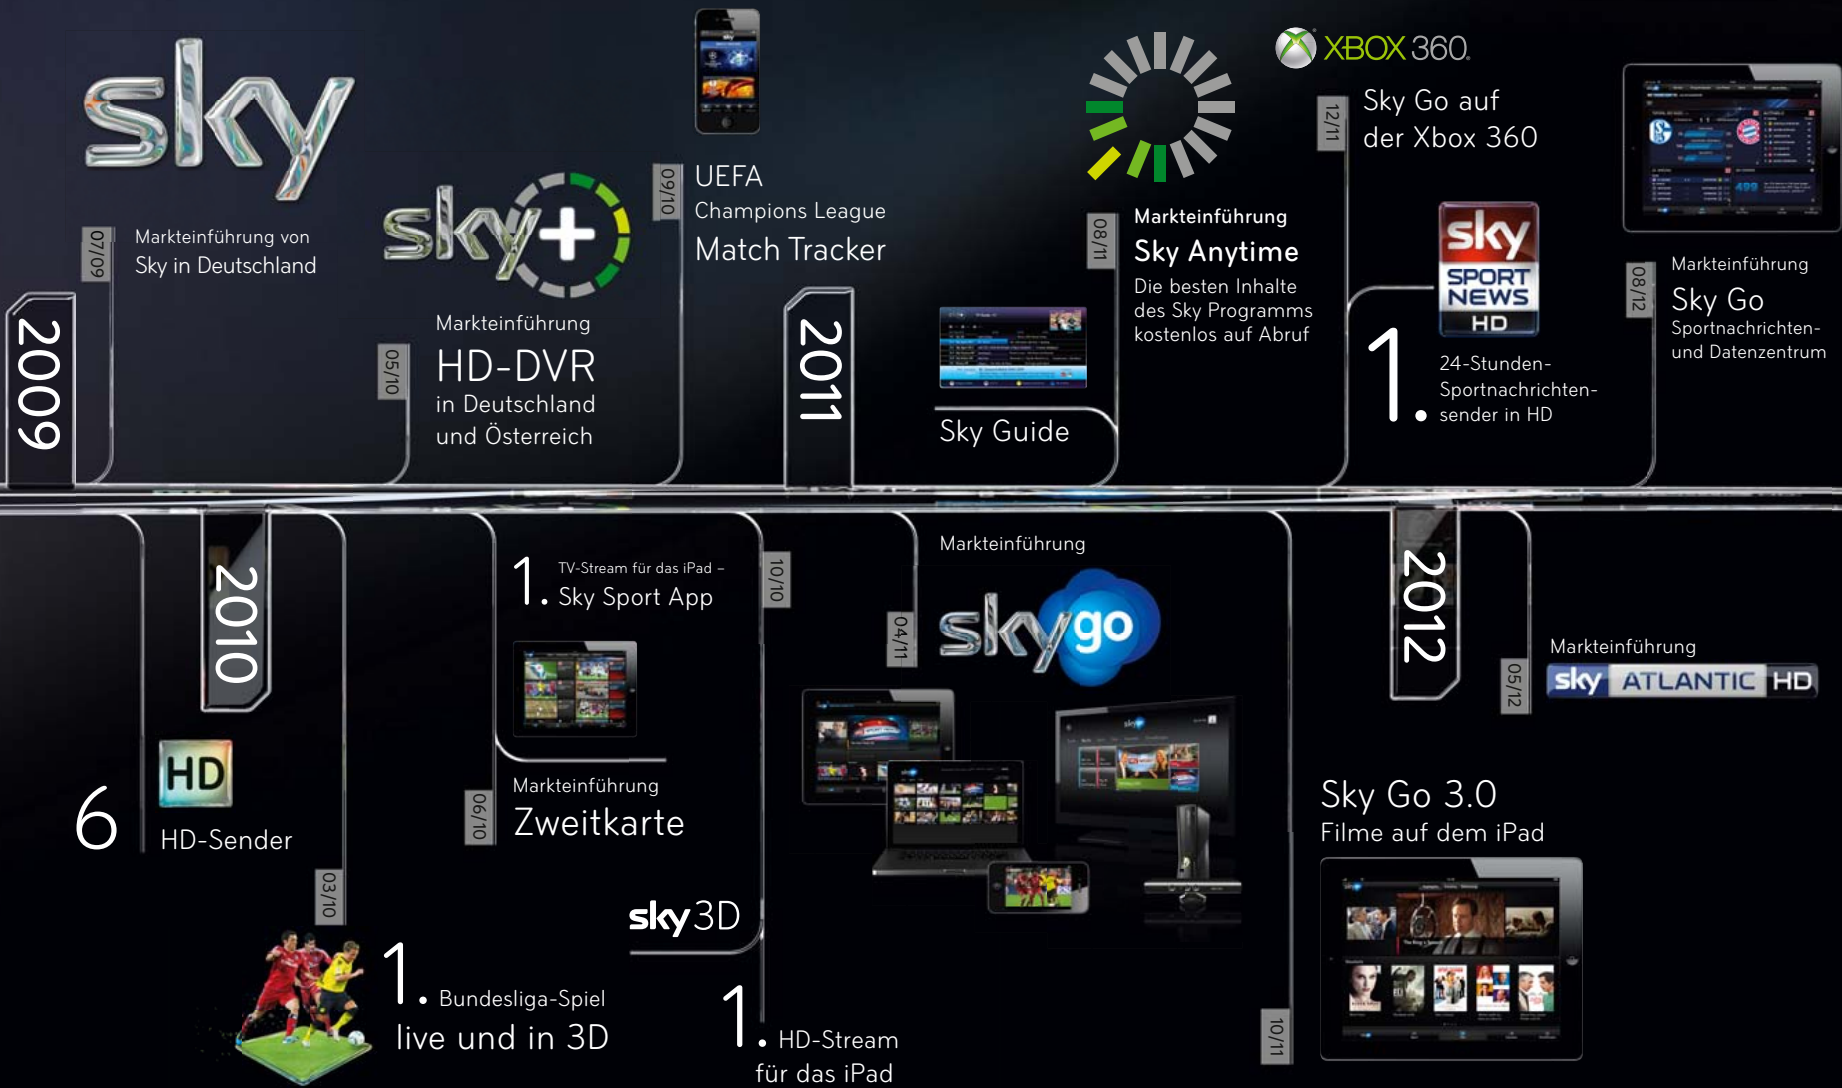 sky
07/09
Markteinführung von
Sky in Deutschland
2009
sky+
05/10
Markteinführung
HD-DVR
in Deutschland
und Österreich
09/10
UEFA
Champions League
Match Tracker
2011
Sky Guide
08/11
Markteinführung
Sky Anytime
Die besten Inhalte
des Sky Programms
kostenlos auf Abruf
XBOX 360.
12/11
Sky Go auf
der Xbox 360
sky
SPORT
NEWS
HD
1. 24-Stunden-
Sportnachrichten-
sender in HD
499
08/12
Markteinführung
Sky Go
Sportnachrichten-
und Datenzentrum
6
HD
HD-Sender
2010
03/10
1. Bundesliga-Spiel
live und in 3D
1. TV-Stream für das iPad –
Sky Sport App
06/10
Markteinführung
Zweitkarte
10/10
sky 3D
1. HD-Stream
für das iPad
04/11
Markteinführung
sky go
10/11
Sky Go 3.0
Filme auf dem iPad
2012
05/12
Markteinführung
sky ATLANTIC HD